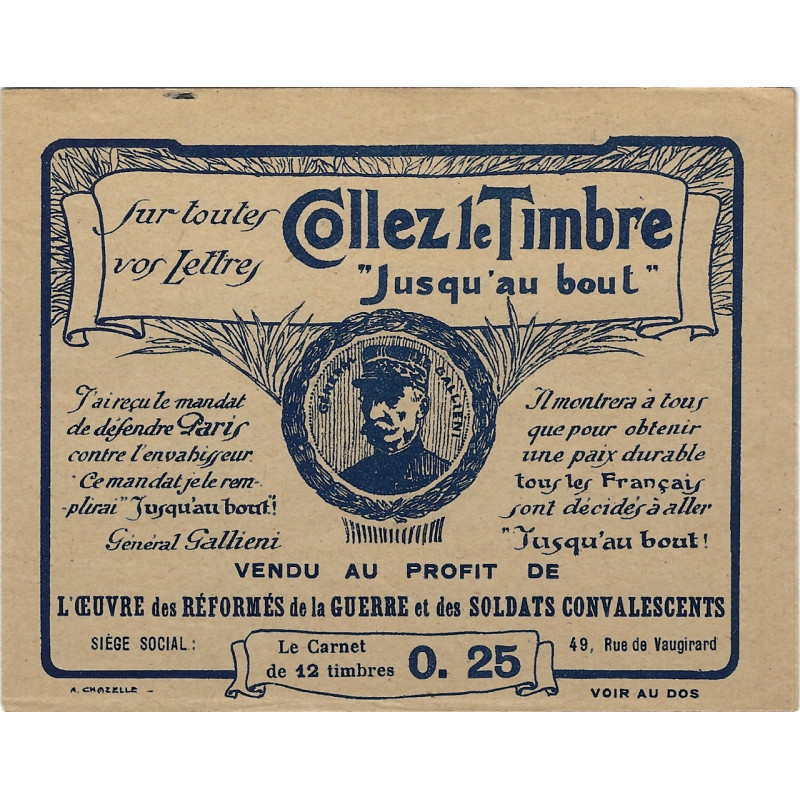 Sur toutes
vos Lettres
Collez le Timbre
"Jusqu'au bout"
GÉNÉRAL GALLIENI
J'ai reçu le mandat
de défendre Paris
contre l'envahisseur.
Ce mandat je le rem-
plirai "Jusqu'au bout"!
Général Gallieni
Il montrera à tous
que pour obtenir
une paix durable
tous les Français
sont décidés à aller
"Jusqu'au bout!
VENDU AU PROFIT DE
L'ŒUVRE des RÉFORMÉS de la GUERRE et des SOLDATS CONVALESCENTS
SIÈGE SOCIAL :
Le Carnet
de 12 timbres
0. 25
49, Rue de Vaugirard
A. CHAZELLE -
VOIR AU DOS